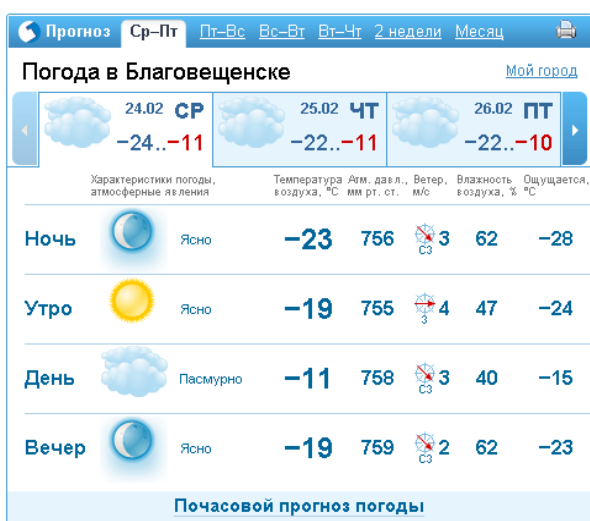 Прогноз Ср–Пт Пт–Вс Вс–Вт Вт–Чт 2 недели Месяц
Погода в Благовещенске Мой город
24.02 СР 25.02 ЧТ 26.02 ПТ
−24..−11 −22..−11 −22..−10
Характеристики погоды, Температура Атм. давл., Ветер, Влажность Ощущается,
атмосферные явления воздуха, °C мм рт. ст. м/с воздуха, % °C
Ночь Ясно −23 756 СЗ 3 62 −28
Утро Ясно −19 755 З 4 47 −24
День Пасмурно −11 758 СЗ 3 40 −15
Вечер Ясно −19 759 СЗ 2 62 −23
Почасовой прогноз погоды